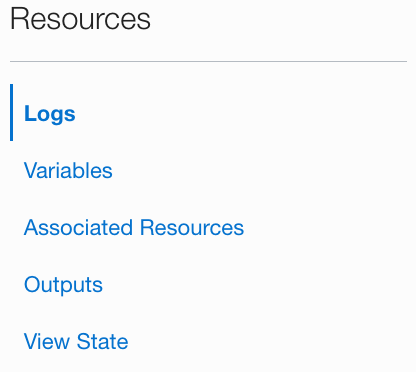 Resources
Logs
Variables
Associated Resources
Outputs
View State